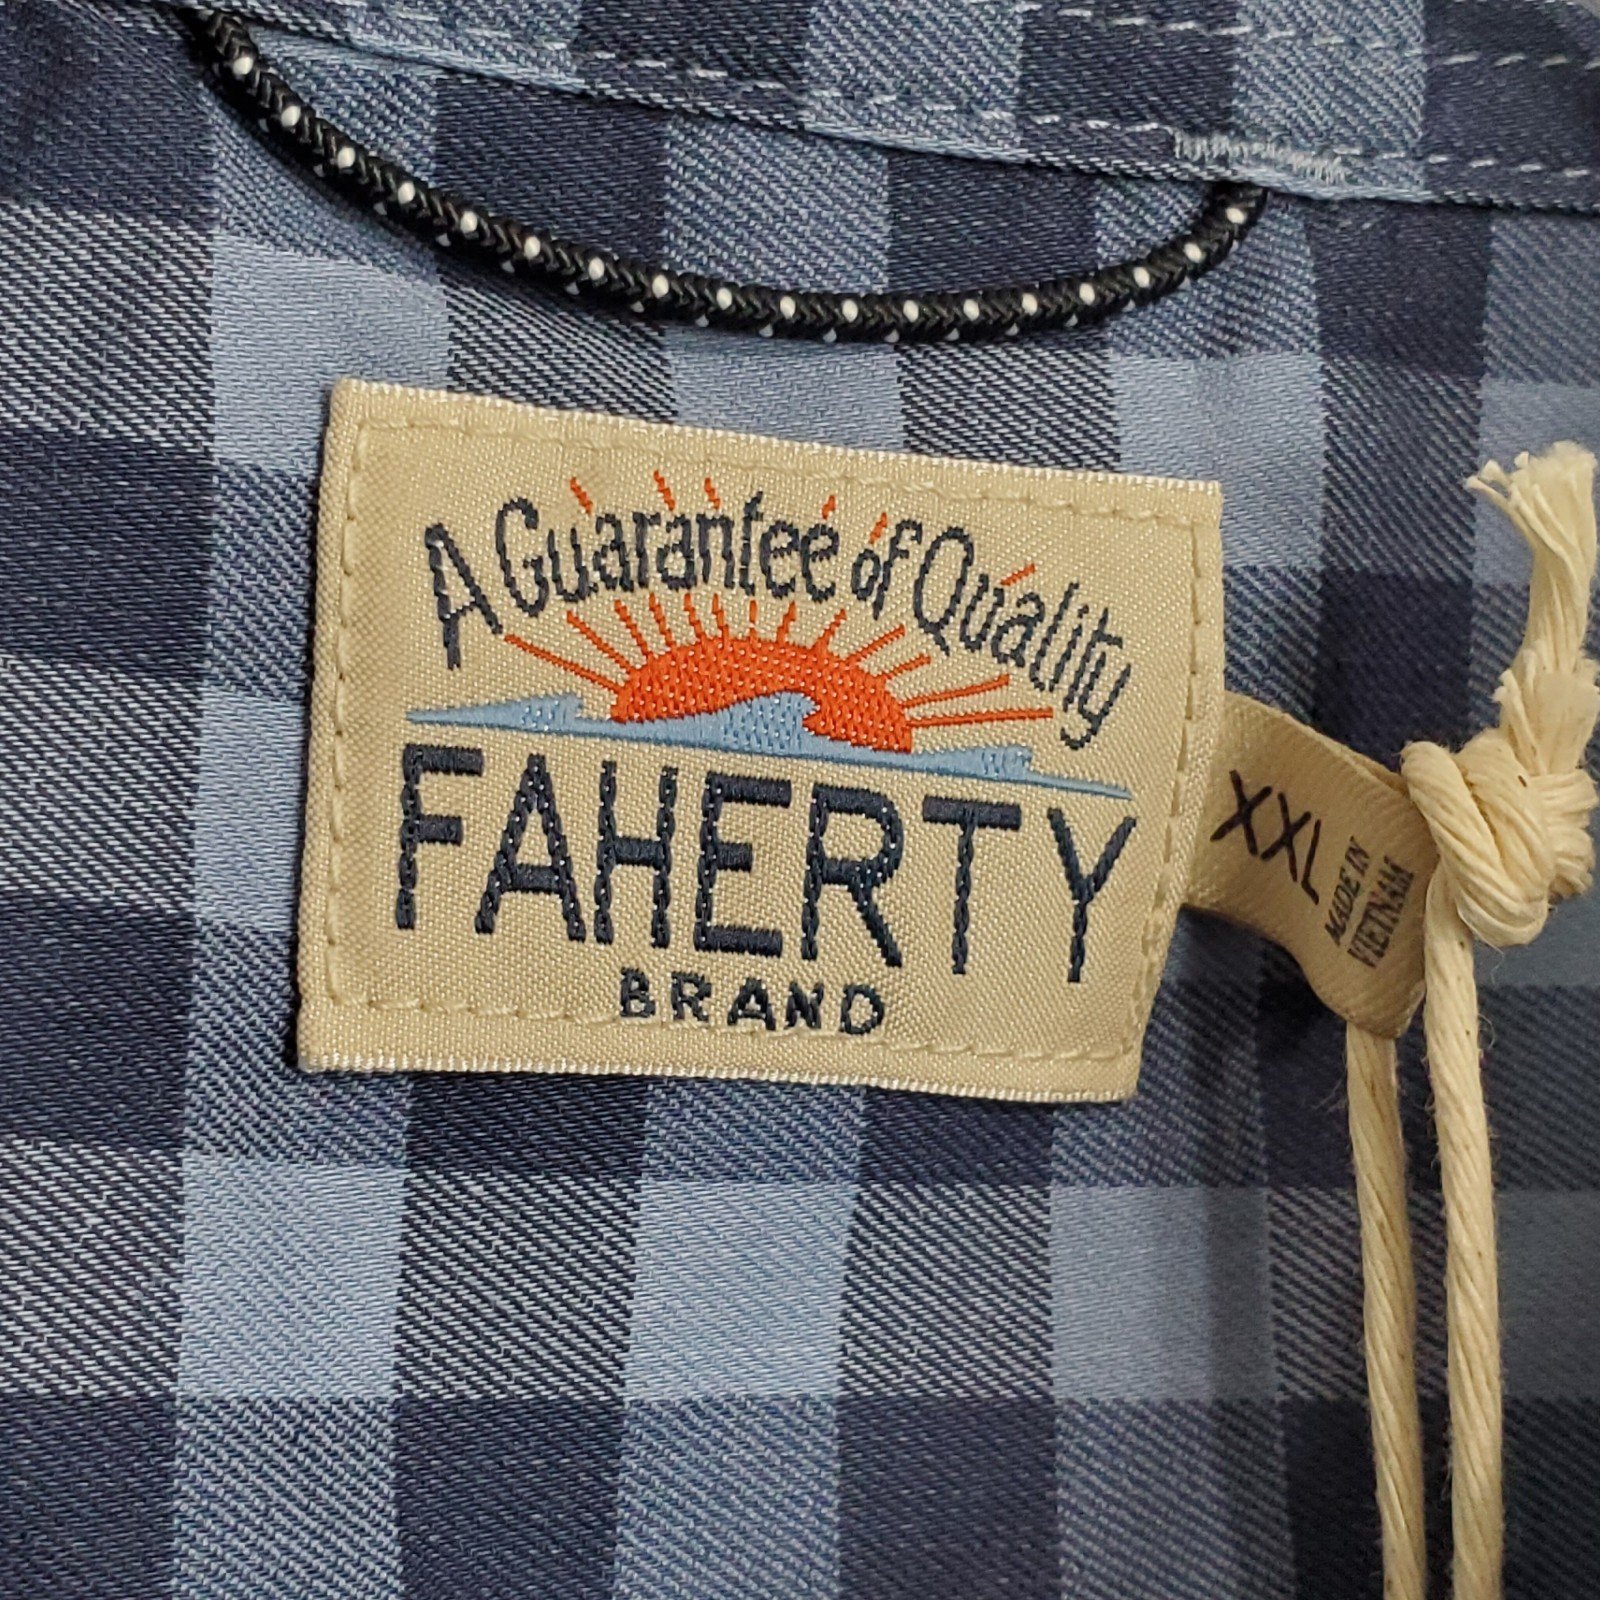 A Guarantee of Quality
FAHERTY
BRAND
XXL
MADE IN
VIETNAM